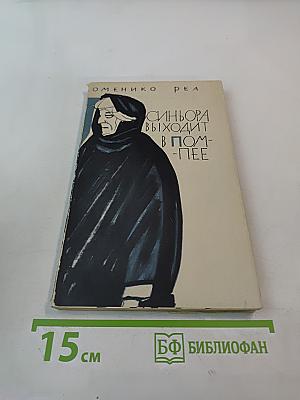 ОМЕНИКО РЕА
СИНЬОРА
ВЫХОДИТ
В ПОМ-
-ПЕЕ
15 см
БФ БИБЛИОФАН